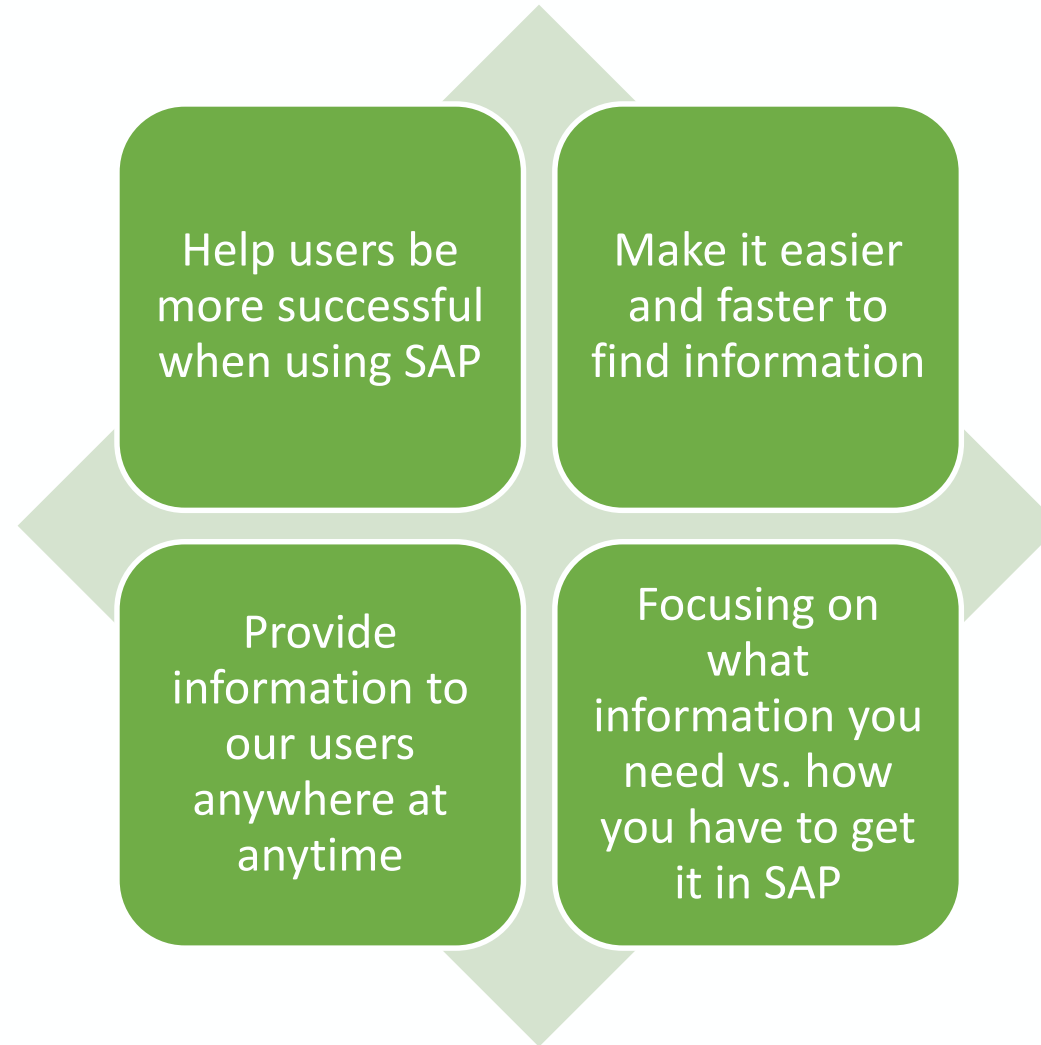 Help users be
more successful
when using SAP
Make it easier
and faster to
find information
Provide
information to
our users
anywhere at
anytime
Focusing on
what
information you
need vs. how
you have to get
it in SAP